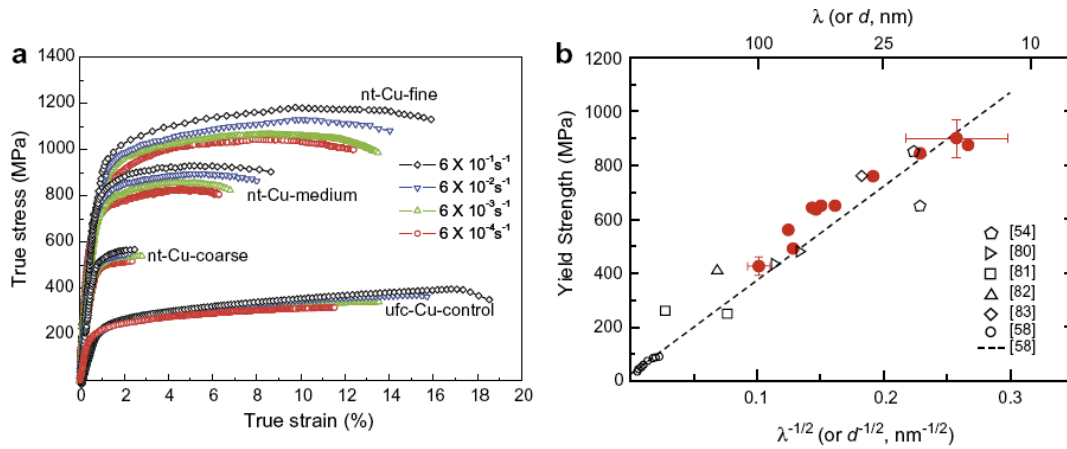 a
1400
1200
1000
800
600
400
200
0
2
4
6
8
10
12
14
16
18
20
True stress (MPa)
True strain (%)
nt-Cu-fine
nt-Cu-medium
nt-Cu-coarse
ufc-Cu-control
6 X 10⁻¹s⁻¹
6 X 10⁻²s⁻¹
6 X 10⁻³s⁻¹
6 X 10⁻⁴s⁻¹
b
λ (or d, nm)
100
25
10
1200
1000
800
600
400
200
0
Yield Strength (MPa)
[54]
[80]
[81]
[82]
[83]
[58]
[58]
0.1
0.2
0.3
λ⁻¹/² (or d⁻¹/², nm⁻¹/²)